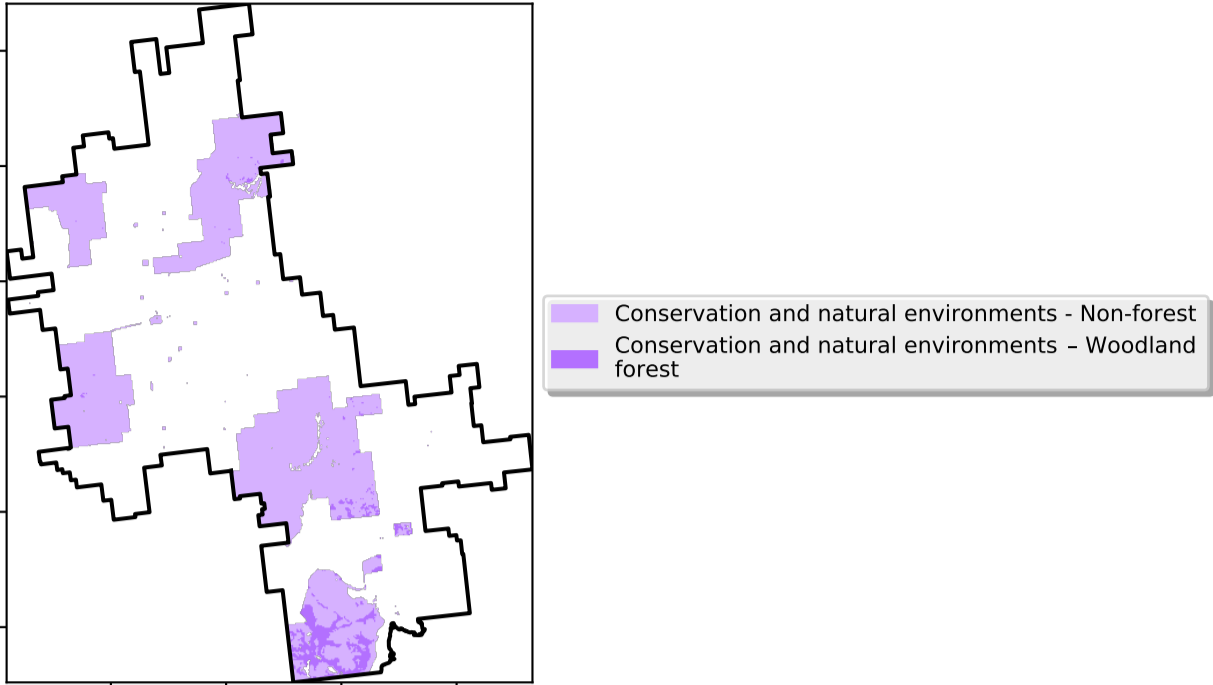 Conservation and natural environments - Non-forest
Conservation and natural environments – Woodland
forest